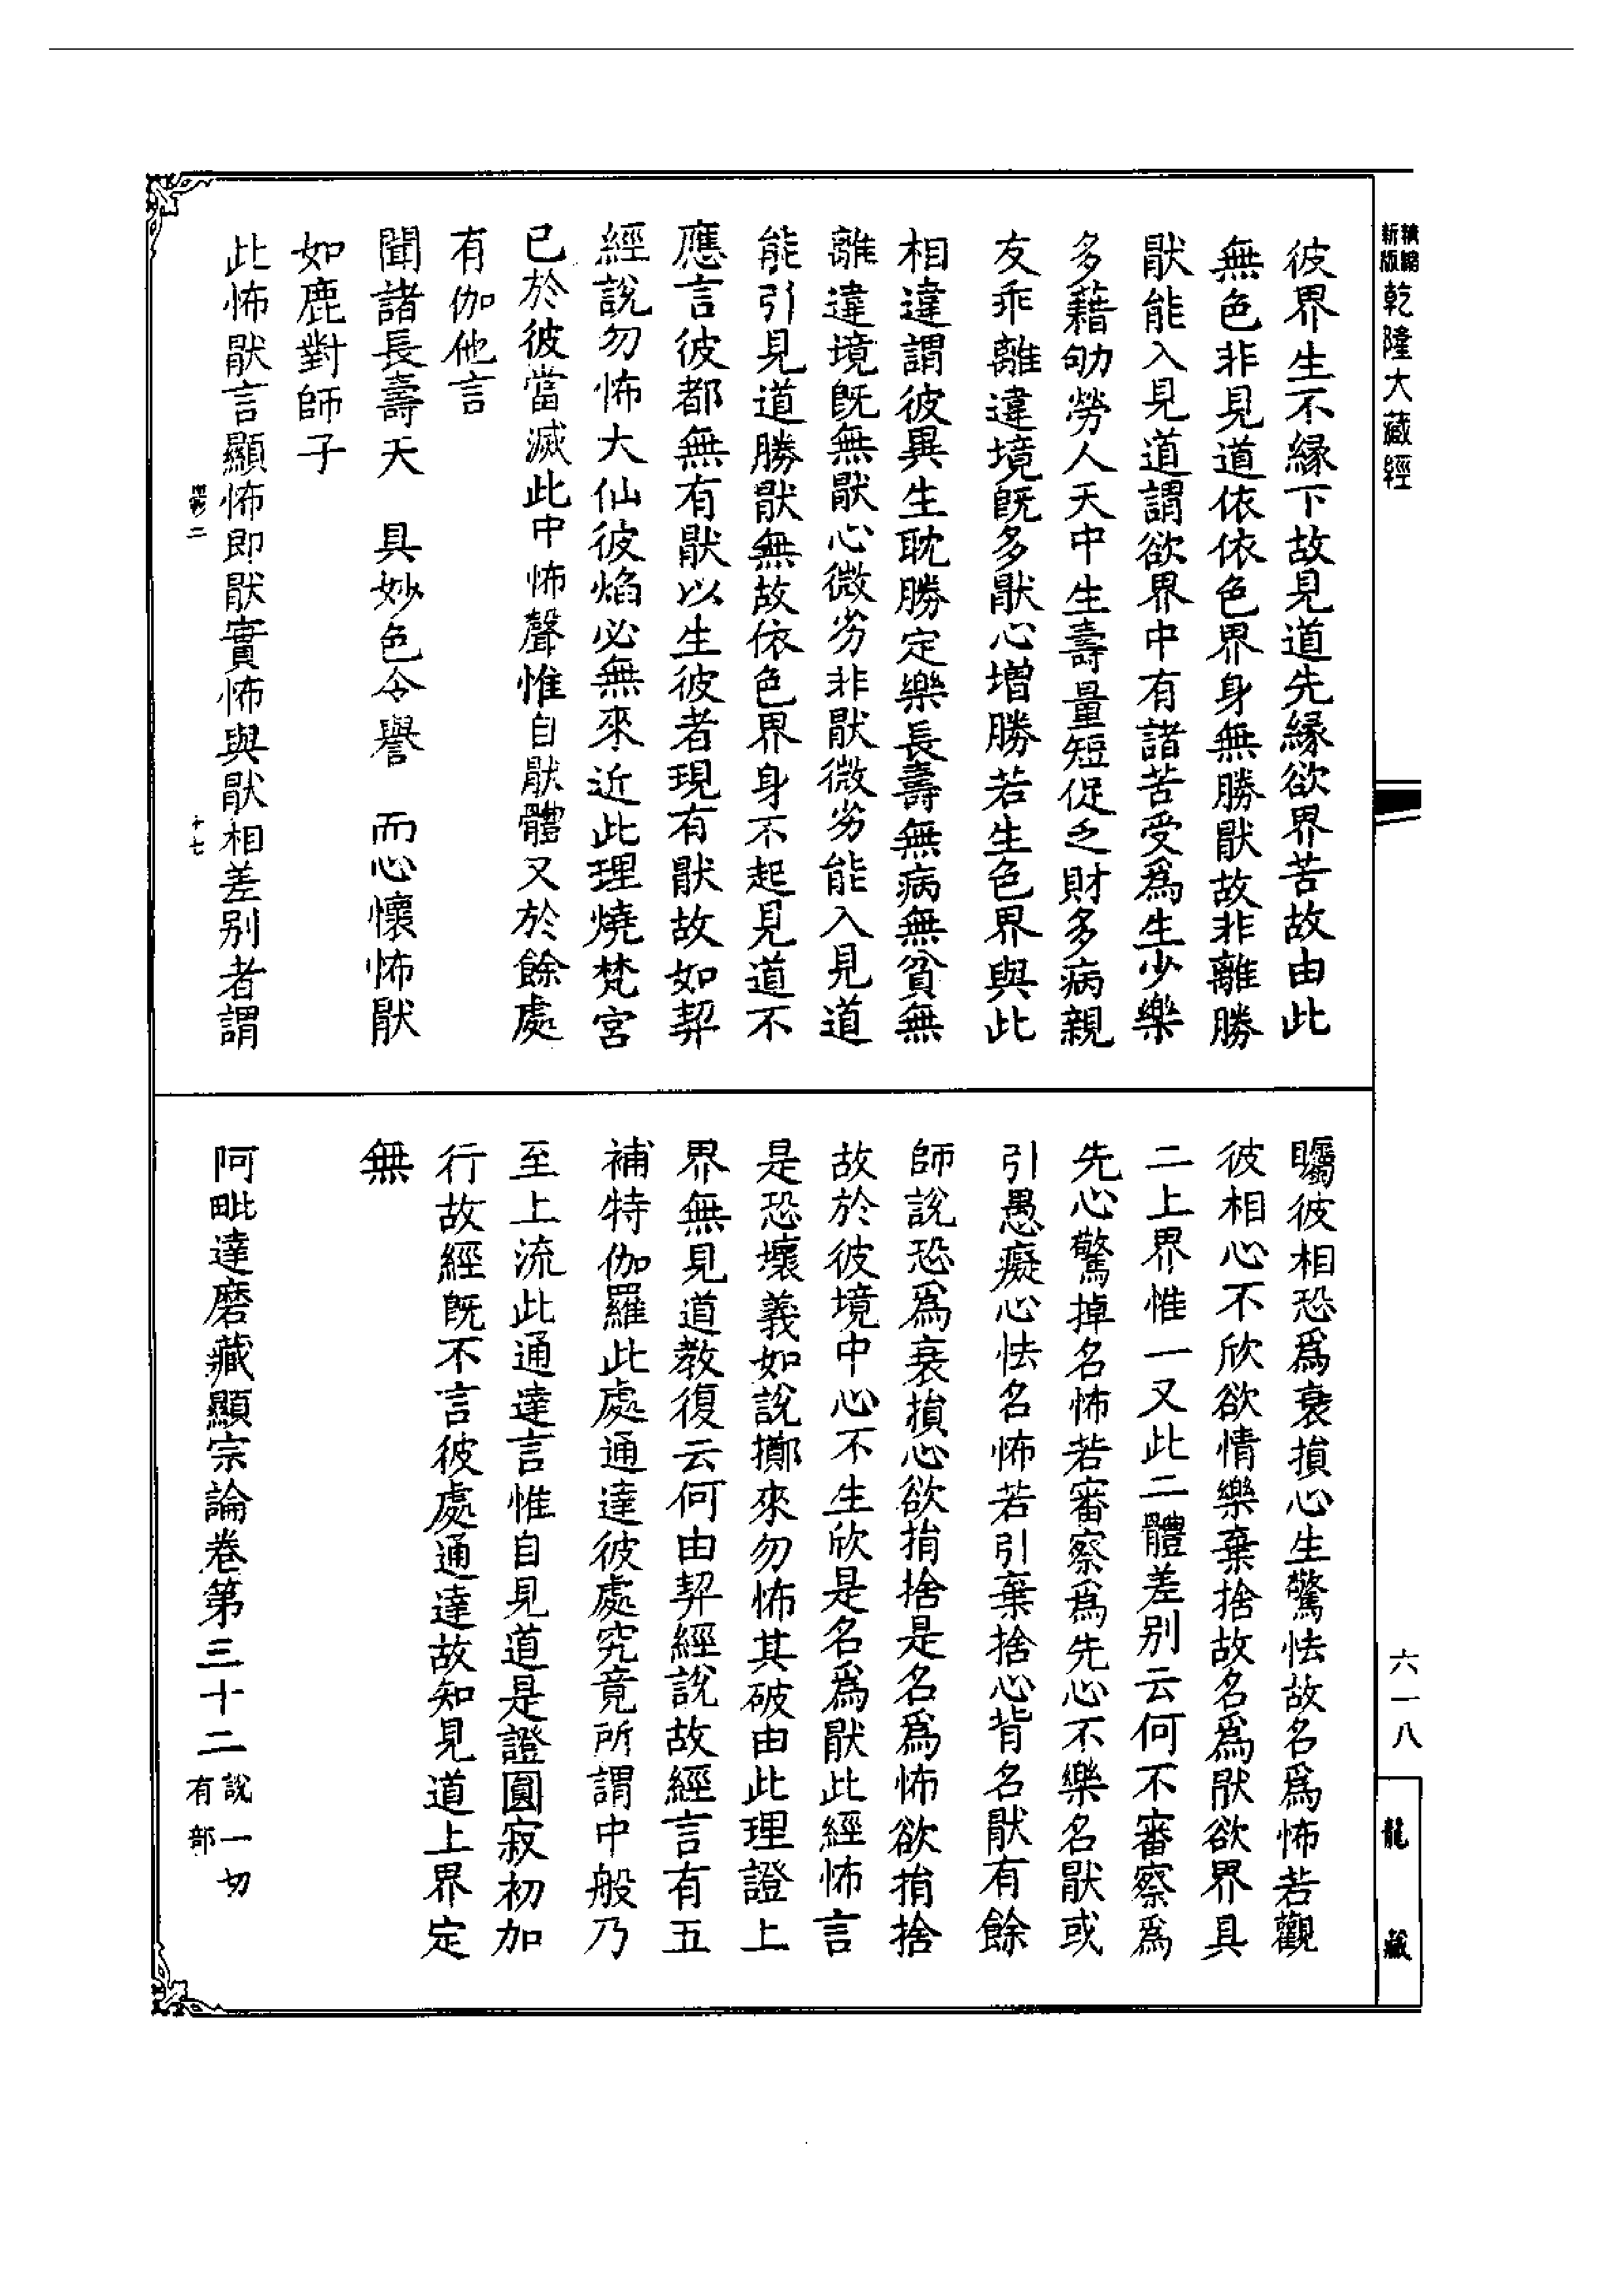 新編縮版乾隆大藏經
彼界生不緣下故見道先緣欲界苦故由此
無色非見道依依色界身無勝猒故非離勝
猒能入見道謂欲界中有諸苦受爲生少樂
多藉劬勞人天中生壽量短促乏財多病親
友乖離違境既多猒心增勝若生色界與此
相違謂彼異生耽勝定樂長壽無病無貧無
離違境既無猒心微劣非猒微劣能入見道
能引見道勝猒無故依色界身不起見道不
應言彼都無有猒以生彼者現有猒故如契
經說勿怖大仙彼焰必無來近此理燒梵宮
已於彼當滅此中怖聲惟自猒體又於餘處
有伽他言
聞諸長壽天　具妙色令譽　而心懷怖猒
如鹿對師子
此怖猒言顯怖即猒實怖與猒相差别者謂
十七
矚彼相恐爲衰損心生驚怯故名爲怖若觀
彼相心不欣欲情樂棄捨故名爲猒欲界具
二上界惟一又此二體差别云何不審察爲
先心驚掉名怖若審察爲先心不樂名猒或
引愚癡心怯名怖若引棄捨心背名猒有餘
師說恐爲衰損心欲捐捨是名爲怖欲捐捨
故於彼境中心不生欣是名爲猒此經怖言
是恐壞義如說擲來勿怖其破由此理證上
界無見道教復云何由契經說故經言有五
補特伽羅此處通達彼處究竟所謂中般乃
至上流此通達言惟自見道是證圓寂初加
行故經既不言彼處通達故知見道上界定
無
阿毗達磨藏顯宗論卷第三十二 說一切有部
六一八
龍藏